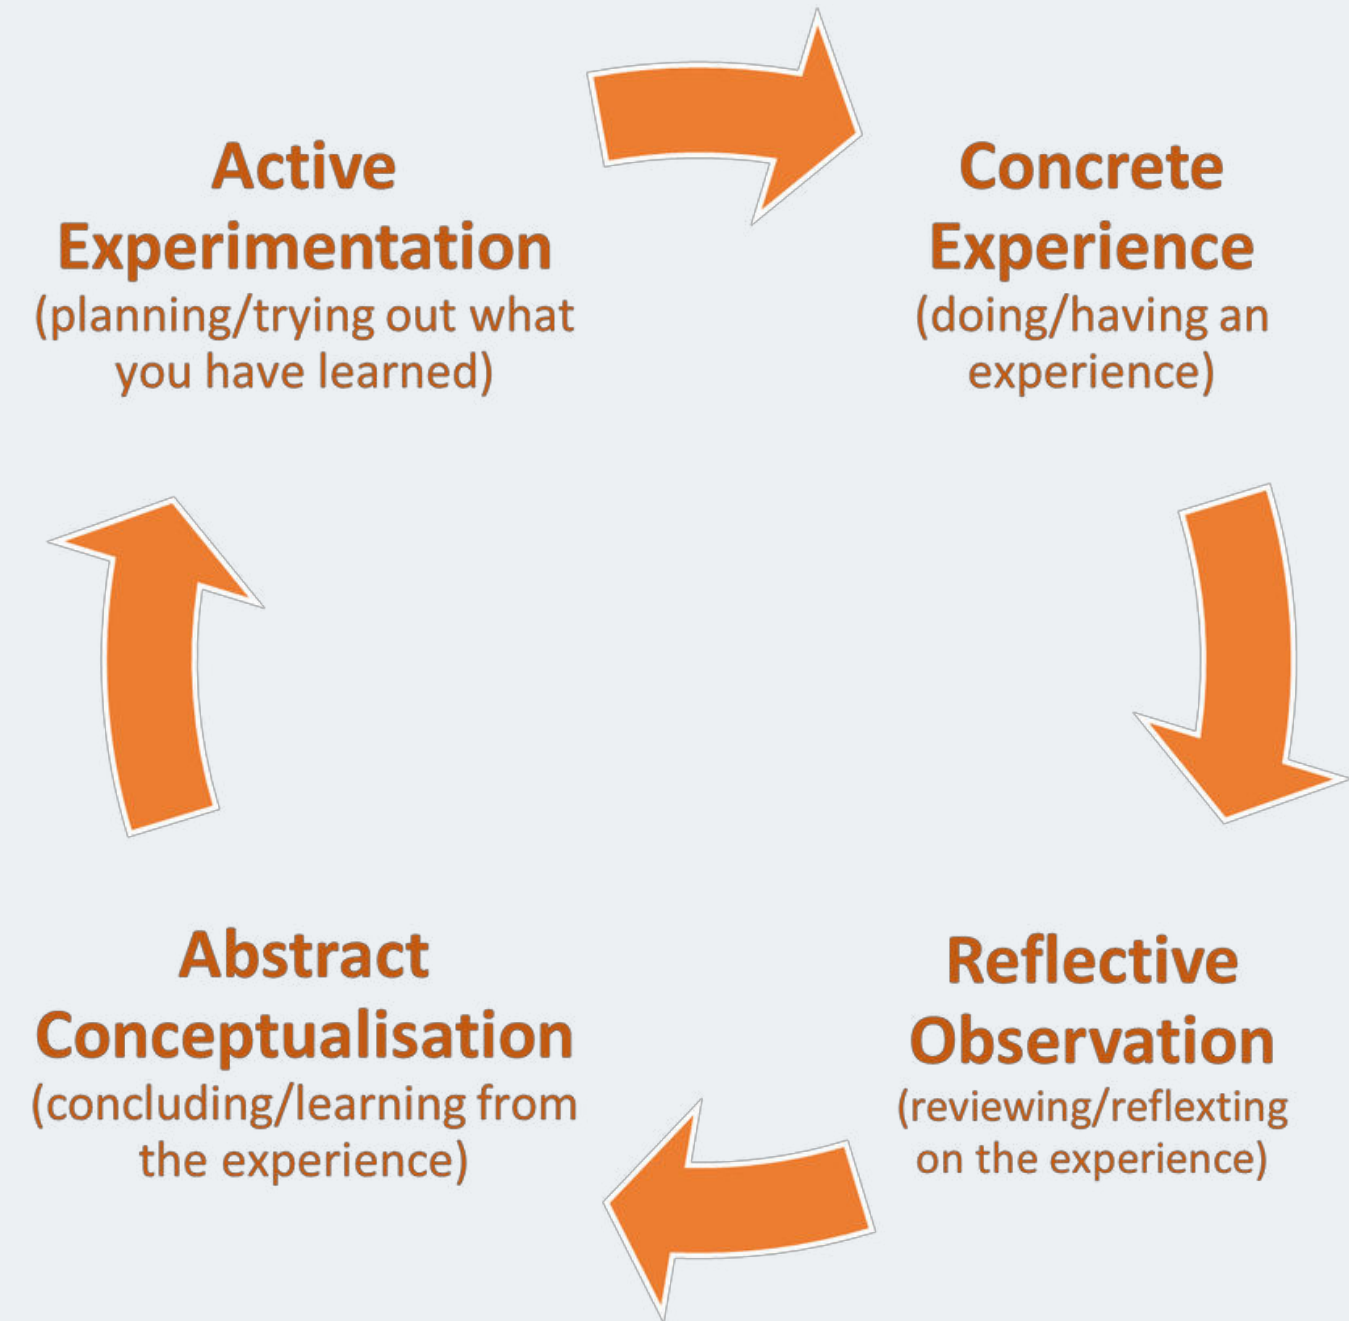 Active
Experimentation
(planning/trying out what
you have learned)
Concrete
Experience
(doing/having an
experience)
Abstract
Conceptualisation
(concluding/learning from
the experience)
Reflective
Observation
(reviewing/reflexting
on the experience)